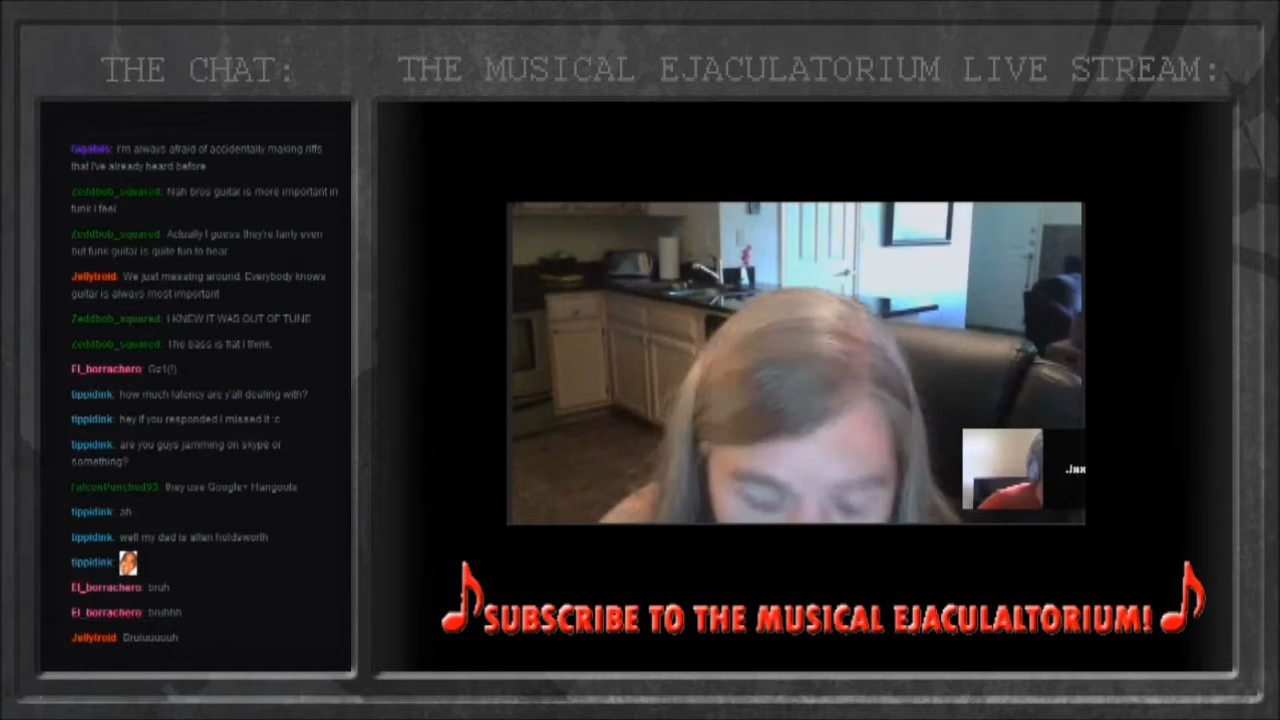 THE CHAT:
THE MUSICAL EJACULATORIUM LIVE STREAM:
Gigabits: I'm always afraid of accidentally making riffs
that I've already heard before
Zeddbob_squared: Nah bros guitar is more important in
funk I feel
Zeddbob_squared: Actually I guess they're fairly even
but funk guitar is quite fun to hear
Jellytroid: We just messing around. Everybody knows
guitar is always most important
Zeddbob_squared: I KNEW IT WAS OUT OF TUNE
Zeddbob_squared: The bass is flat I think.
El_borrachero:
tippidink: how much latency are y'all dealing with?
tippidink: hey if you responded i missed it :c
tippidink: are you guys jamming on skype or
something?
FalconPunched93: they use Google+ Hangouts
tippidink: ah
tippidink: well my dad is allan holdsworth
tippidink:
El_borrachero: bruh
El_borrachero: bruhhh
Jellytroid: Druiuuuuuh
Jax
SUBSCRIBE TO THE MUSICAL EJACULALTORIUM!